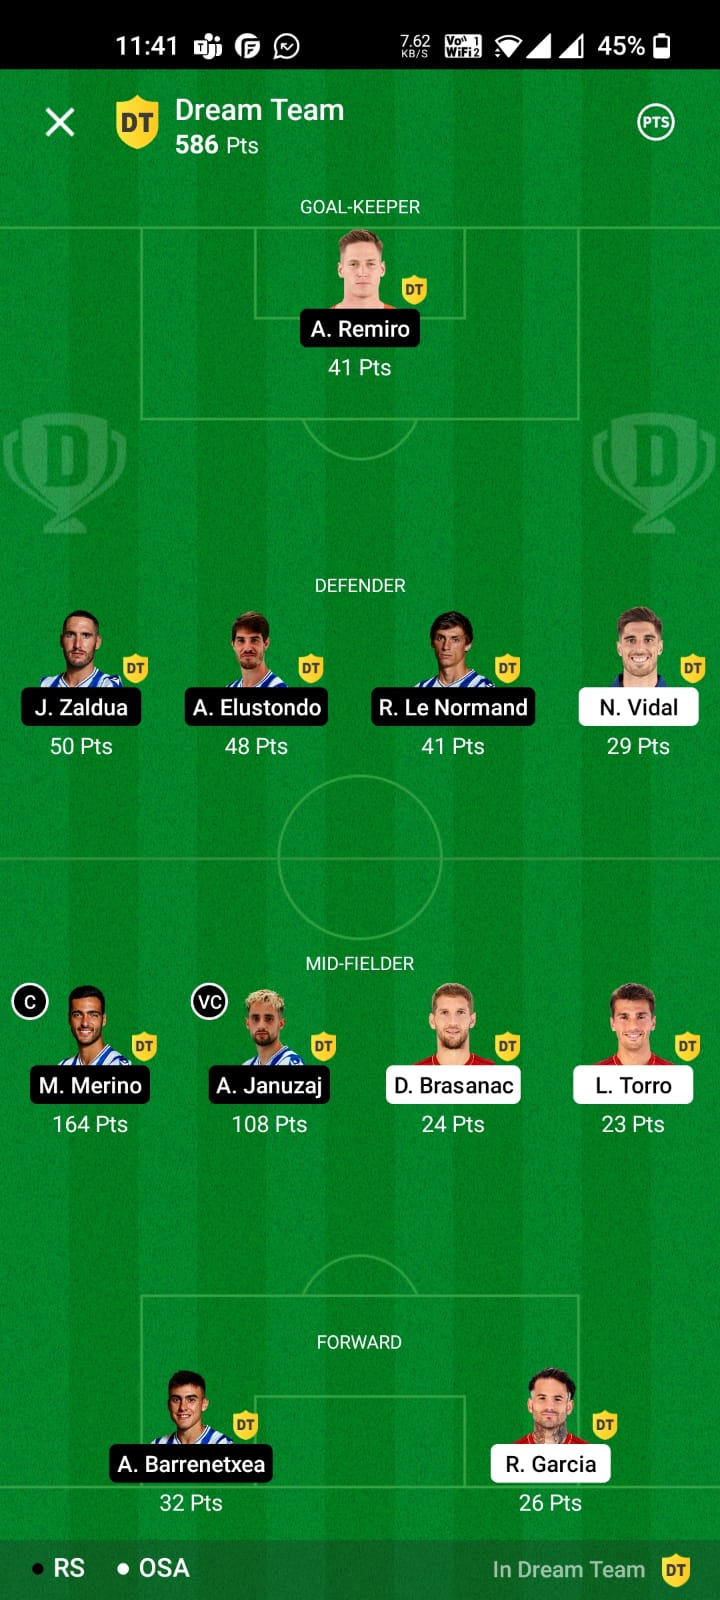 11:41
7.62 KB/S
Vo 1
WiFi 2
45%
DT
Dream Team
586 Pts
PTS
GOAL-KEEPER
DT
A. Remiro
41 Pts
D D
DEFENDER
DT DT DT DT
J. Zaldua A. Elustondo R. Le Normand N. Vidal
50 Pts 48 Pts 41 Pts 29 Pts
MID-FIELDER
C VC
DT DT DT DT
M. Merino A. Januzaj D. Brasanac L. Torro
164 Pts 108 Pts 24 Pts 23 Pts
FORWARD
DT DT
A. Barrenetxea R. Garcia
32 Pts 26 Pts
RS OSA In Dream Team DT